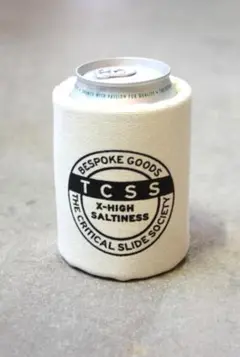 BESPOKE GOODS
TCSS
X-HIGH
SALTINESS
THE CRITICAL SLIDE SOCIETY